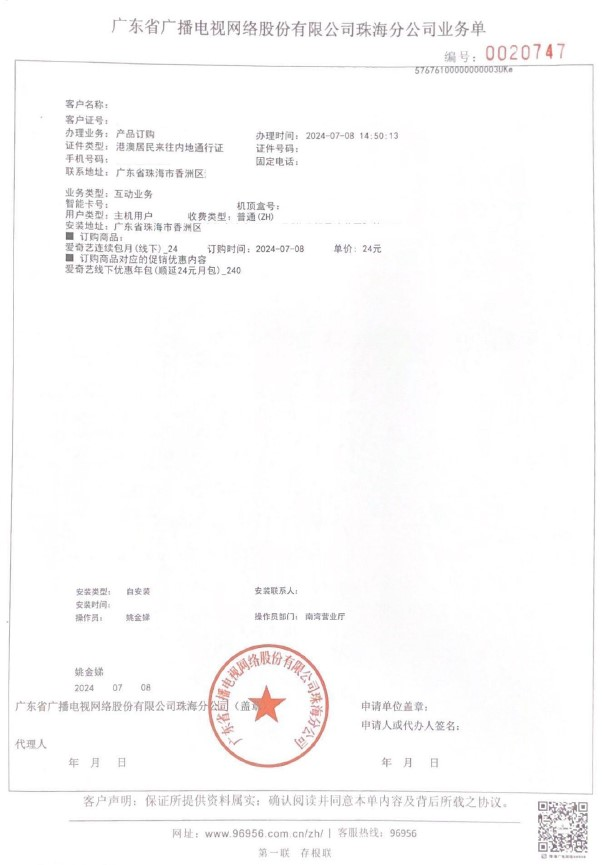 广东省广播电视网络股份有限公司珠海分公司业务单
编号：0020747
57676100000000003UKe
客户名称：
客户证号：
办理业务：产品订购 办理时间：2024-07-08 14:50:13
证件类型：港澳居民来往内地通行证 证件号码：
手机号码： 固定电话：
联系地址：广东省珠海市香洲区
业务类型：互动业务
智能卡号： 机顶盒号：
用户类型：主机用户 收费类型：普通(ZH)
安装地址：广东省珠海市香洲区
■ 订购商品：
爱奇艺连续包月(线下)_24 订购时间：2024-07-08 单价：24元
■ 订购商品对应的促销优惠内容
爱奇艺线下优惠年包(顺延24元月包)_240
安装类型：自安装 安装联系人：
安装时间：
操作员：姚金娣 操作员部门：南湾营业厅
姚金娣
2024 07 08
广东省广播电视网络股份有限公司珠海分公司（盖章 申请单位盖章：
广东省广播电视网络股份有限公司珠海分公司
申请人或代办人签名：
代理人
年 月 日 年 月 日
客户声明：保证所提供资料属实；确认阅读并同意本单内容及背后所载之协议。
网址：www.96956.com.cn/zh/ | 客服热线：96956
第一联 存根联